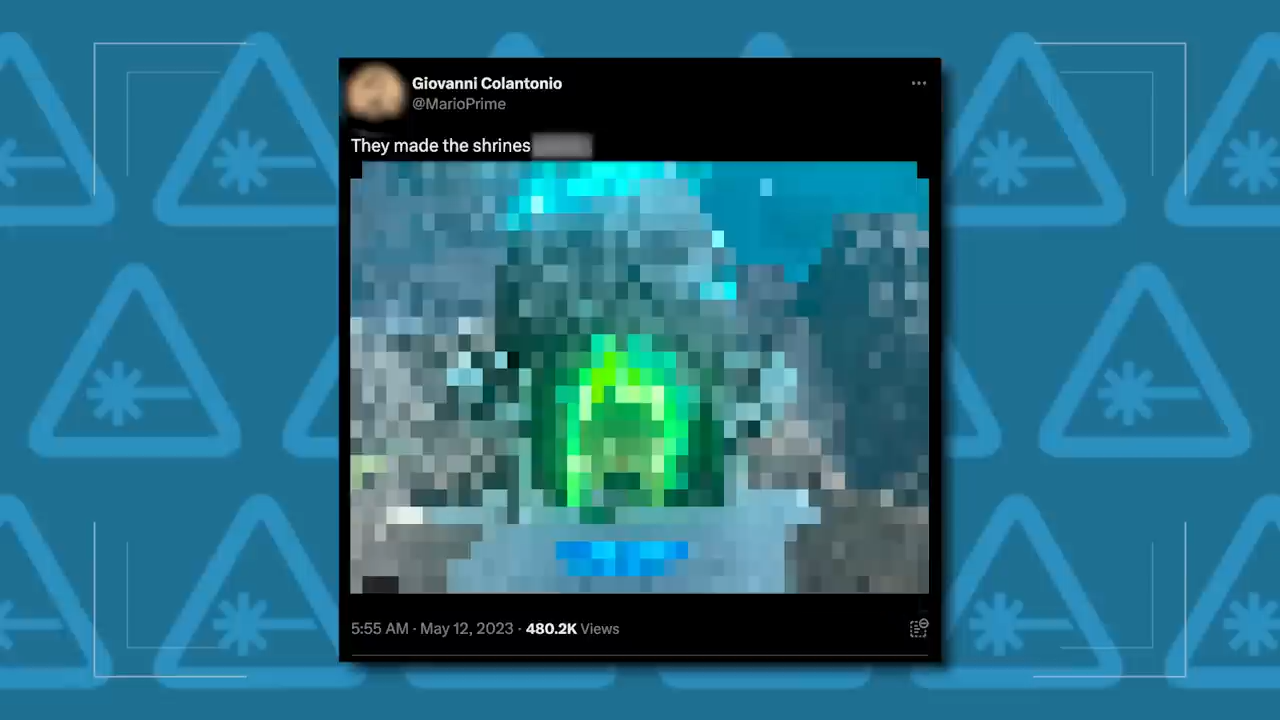 Giovanni Colantonio
@MarioPrime
They made the shrines
5:55 AM · May 12, 2023 · 480.2K Views